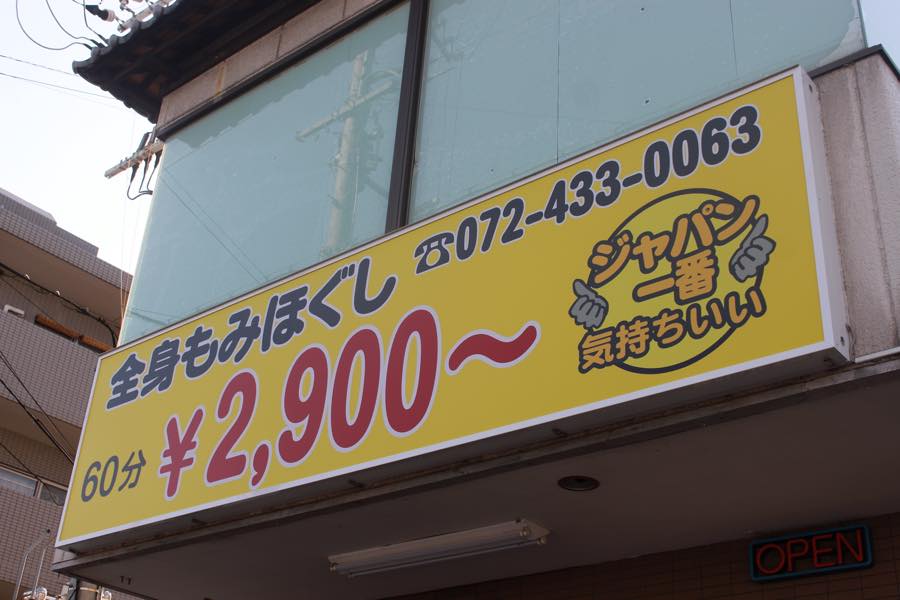 全身もみほぐし ☎072-433-0063
60分 ¥2,900〜
ジャパン
一番
気持ちいい
OPEN